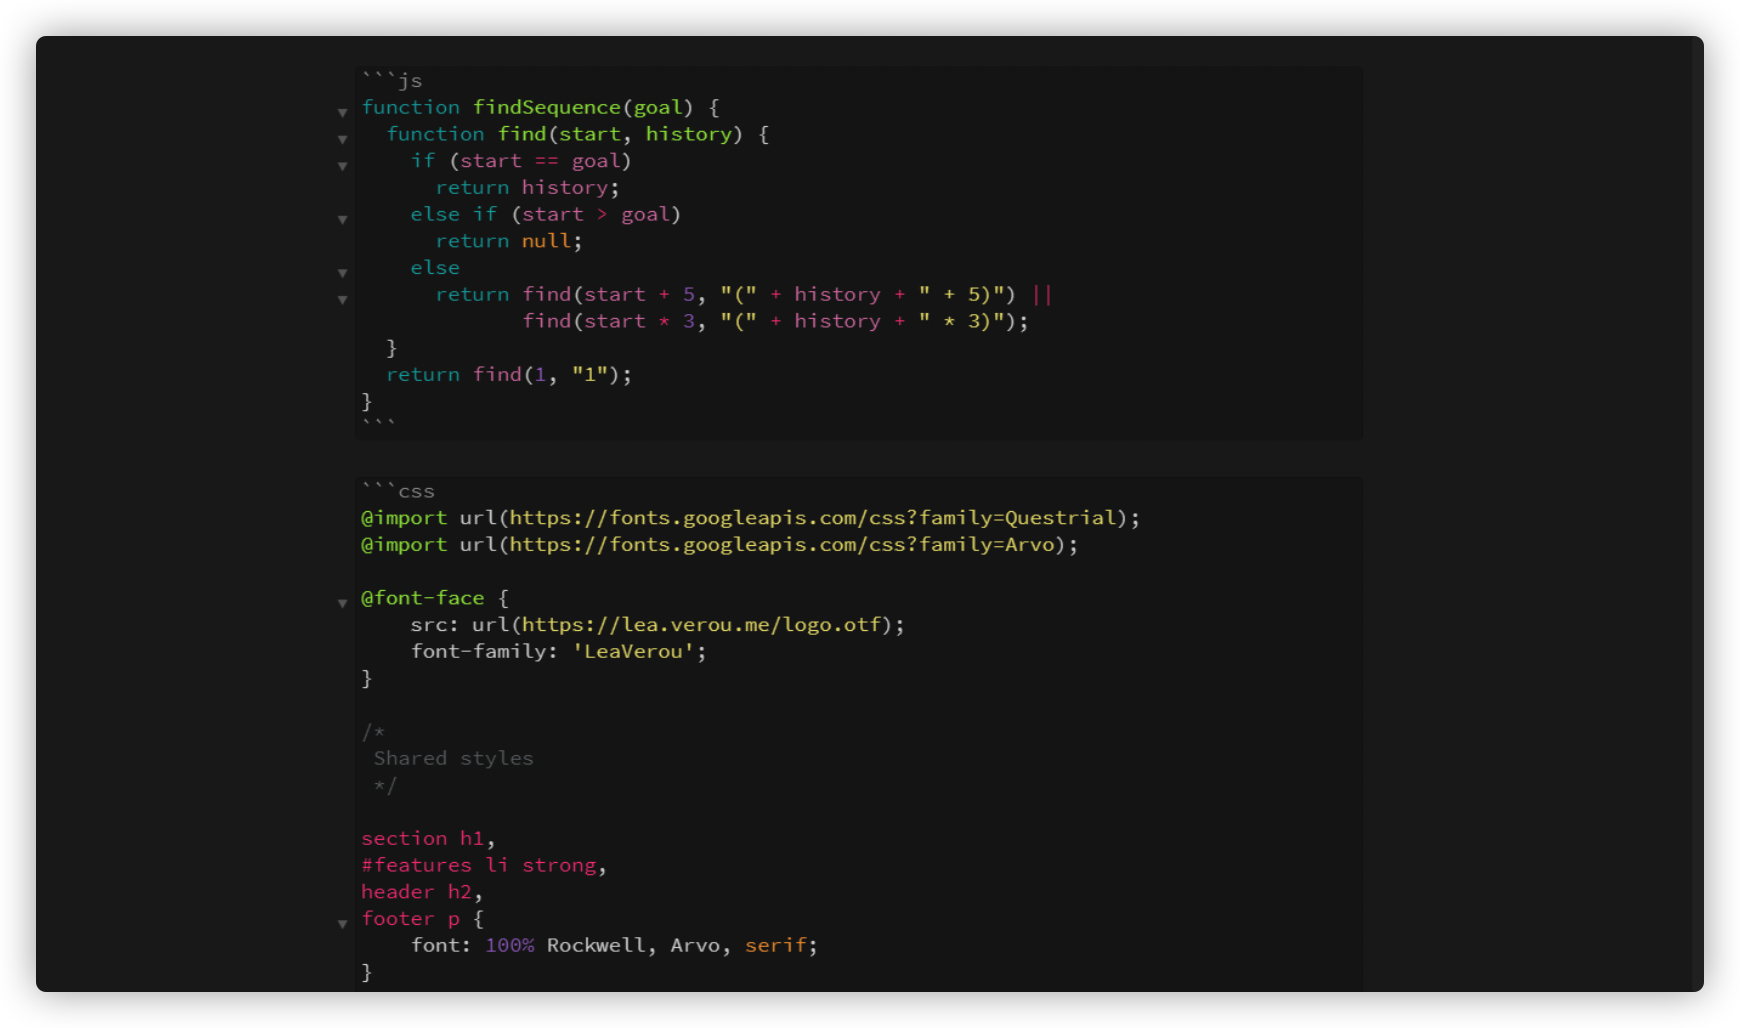 ```js
function findSequence(goal) {
  function find(start, history) {
    if (start == goal)
      return history;
    else if (start > goal)
      return null;
    else
      return find(start + 5, "(" + history + " + 5)") ||
             find(start * 3, "(" + history + " * 3)");
  }
  return find(1, "1");
}
```
```css
@import url(https://fonts.googleapis.com/css?family=Questrial);
@import url(https://fonts.googleapis.com/css?family=Arvo);

@font-face {
    src: url(https://lea.verou.me/logo.otf);
    font-family: 'LeaVerou';
}

/*
 Shared styles
 */

section h1,
#features li strong,
header h2,
footer p {
    font: 100% Rockwell, Arvo, serif;
}